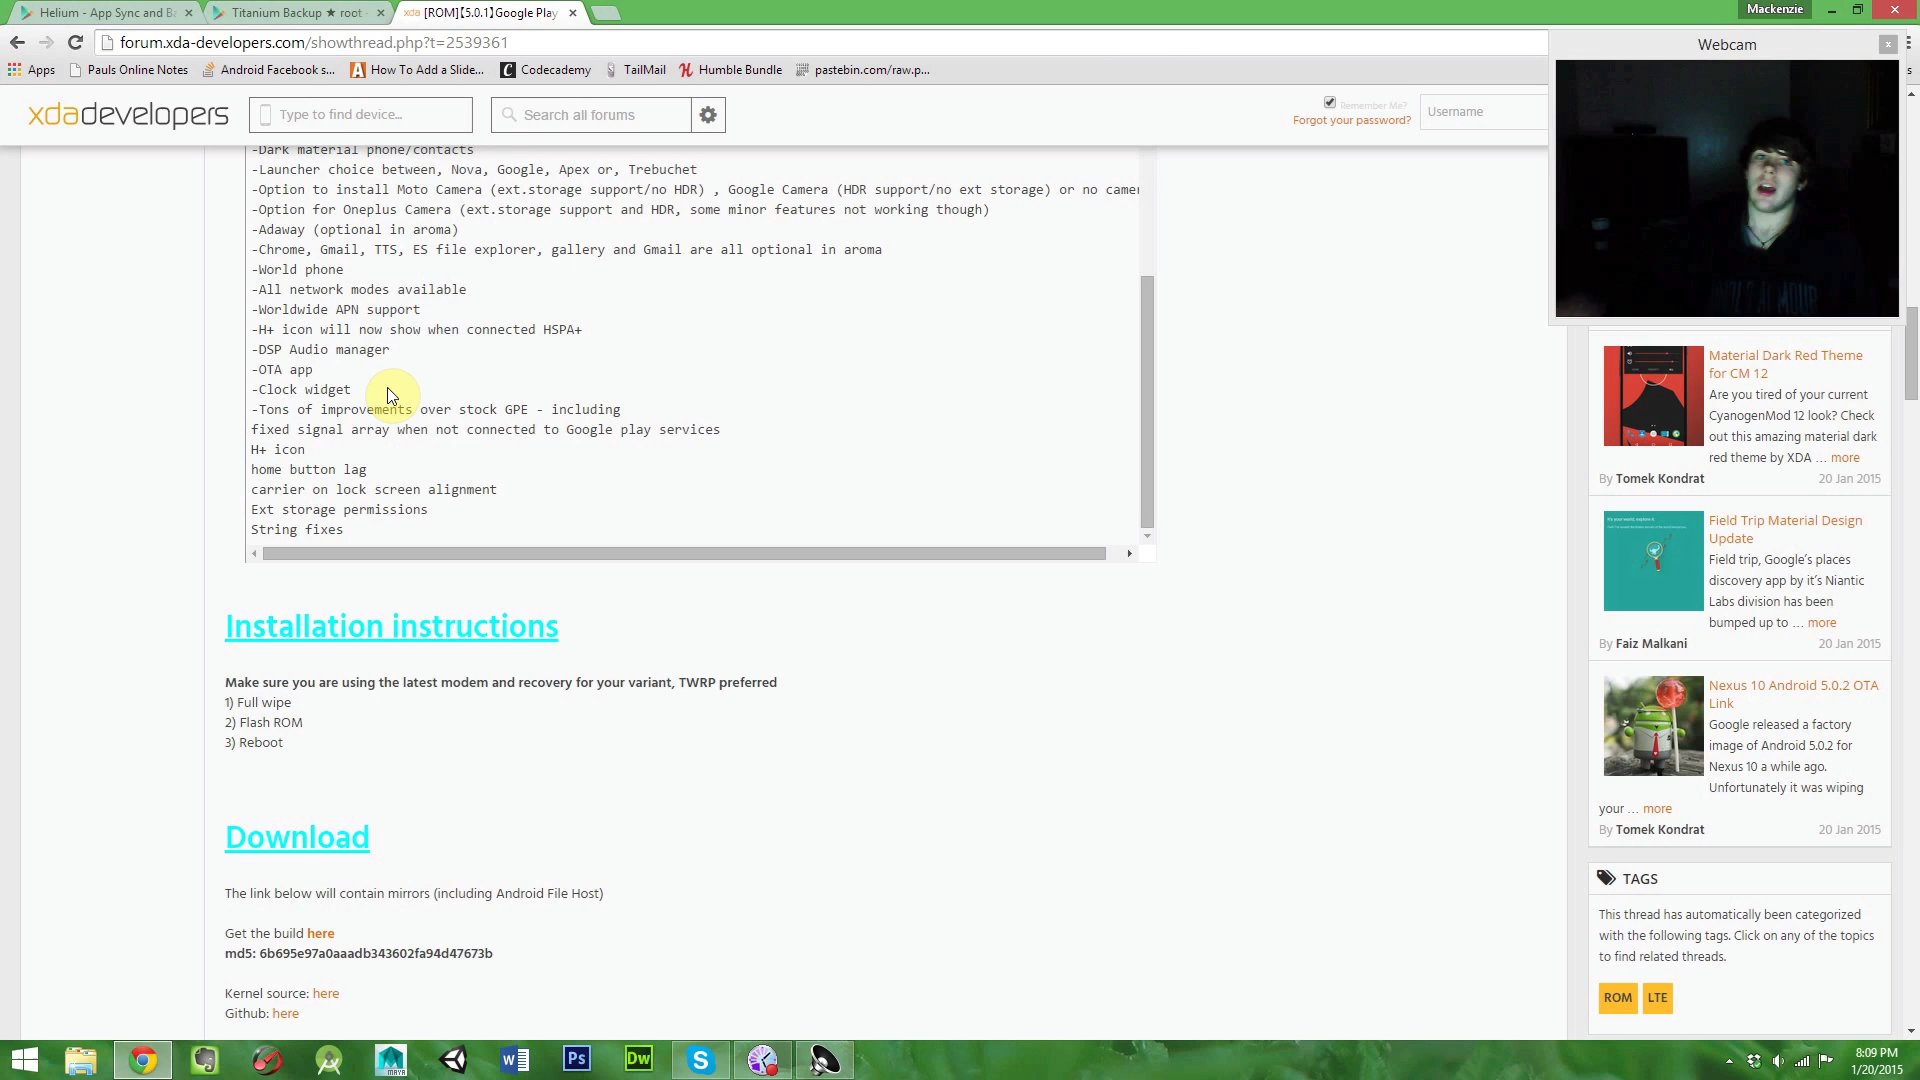 Helium - App Sync and Ba
Titanium Backup ★ root
xda [ROM]【5.0.1】Google Play
Mackenzie
forum.xda-developers.com/showthread.php?t=2539361
Apps
Pauls Online Notes
Android Facebook s...
How To Add a Slide...
Codecademy
TailMail
Humble Bundle
pastebin.com/raw.p...
Webcam
xdadevelopers
Type to find device...
Search all forums
Remember Me?
Forgot your password?
Username
-Dark material phone/contacts
-Launcher choice between, Nova, Google, Apex or, Trebuchet
-Option to install Moto Camera (ext.storage support/no HDR) , Google Camera (HDR support/no ext storage) or no camer
-Option for Oneplus Camera (ext.storage support and HDR, some minor features not working though)
-Adaway (optional in aroma)
-Chrome, Gmail, TTS, ES file explorer, gallery and Gmail are all optional in aroma
-World phone
-All network modes available
-Worldwide APN support
-H+ icon will now show when connected HSPA+
-DSP Audio manager
-OTA app
-Clock widget
-Tons of improvements over stock GPE - including
fixed signal array when not connected to Google play services
H+ icon
home button lag
carrier on lock screen alignment
Ext storage permissions
String fixes
Installation instructions
Make sure you are using the latest modem and recovery for your variant, TWRP preferred
1) Full wipe
2) Flash ROM
3) Reboot
Download
The link below will contain mirrors (including Android File Host)
Get the build here
md5: 6b695e97a0aaadb343602fa94d47673b
Kernel source: here
Github: here
Material Dark Red Theme
for CM 12
Are you tired of your current
CyanogenMod 12 look? Check
out this amazing material dark
red theme by XDA ... more
By Tomek Kondrat
20 Jan 2015
Field Trip Material Design
Update
Field trip, Google's places
discovery app by it's Niantic
Labs division has been
bumped up to ... more
By Faiz Malkani
20 Jan 2015
Nexus 10 Android 5.0.2 OTA
Link
Google released a factory
image of Android 5.0.2 for
Nexus 10 a while ago.
Unfortunately it was wiping
your ... more
By Tomek Kondrat
20 Jan 2015
TAGS
This thread has automatically been categorized
with the following tags. Click on any of the topics
to find related threads.
ROM
LTE
MAYA
W
Ps
Dw
S
8:09 PM
1/20/2015